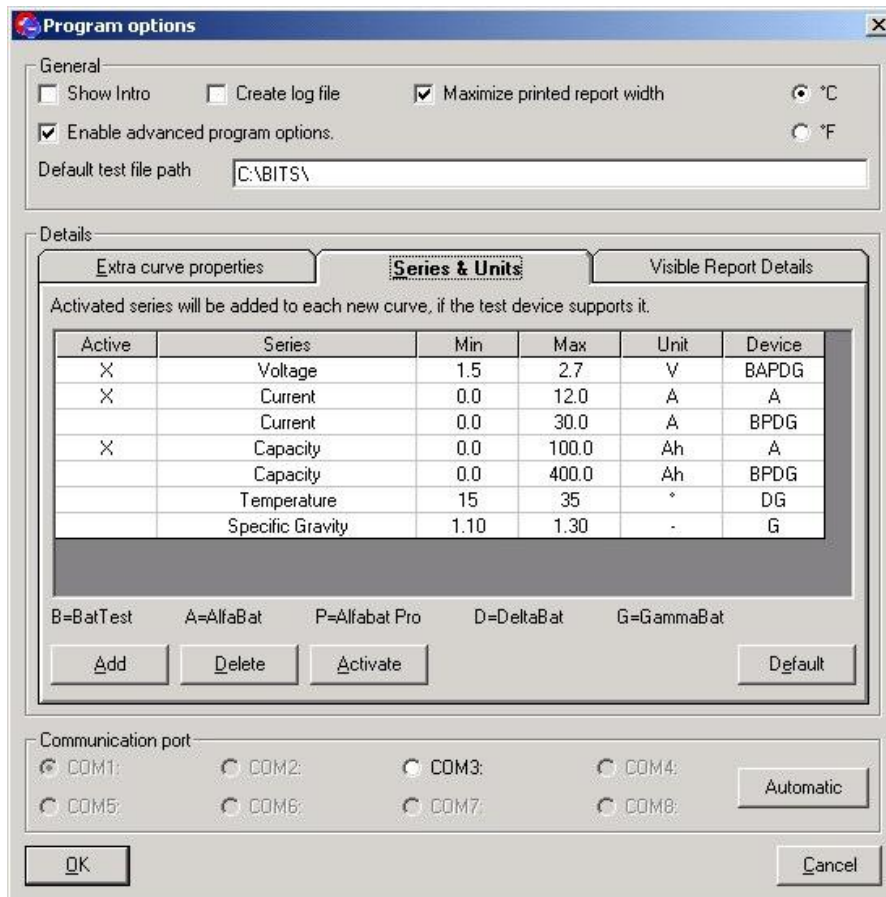 Program options
General
Show Intro Create log file Maximize printed report width °C
Enable advanced program options. °F
Default test file path C:\BITS\
Details
Extra curve properties Series & Units Visible Report Details
Activated series will be added to each new curve, if the test device supports it.
Active Series Min Max Unit Device
X Voltage 1.5 2.7 V BAPDG
X Current 0.0 12.0 A A
Current 0.0 30.0 A BPDG
X Capacity 0.0 100.0 Ah A
Capacity 0.0 400.0 Ah BPDG
Temperature 15 35 ° DG
Specific Gravity 1.10 1.30 - G
B=BatTest A=AlfaBat P=Alfabat Pro D=DeltaBat G=GammaBat
Add Delete Activate Default
Communication port
COM1: COM2: COM3: COM4:
Automatic
COM5: COM6: COM7: COM8:
OK Cancel